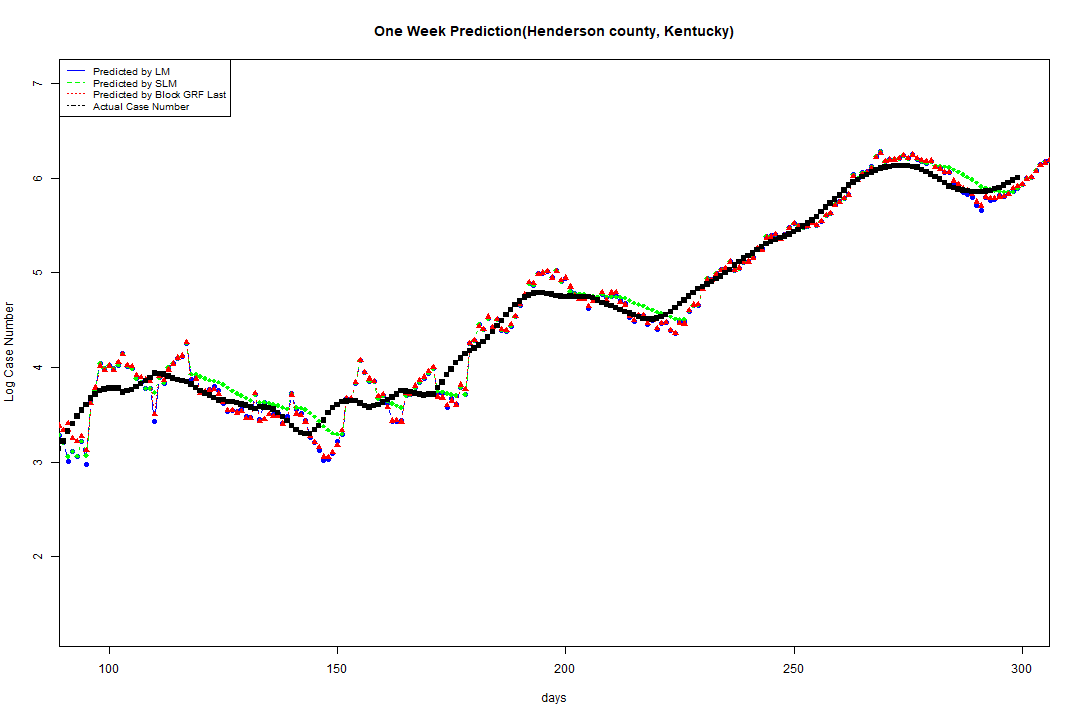 One Week Prediction(Henderson county, Kentucky)
Predicted by LM
Predicted by SLM
Predicted by Block GRF Last
Actual Case Number
7
6
5
4
3
2
Log Case Number
100 150 200 250 300
days